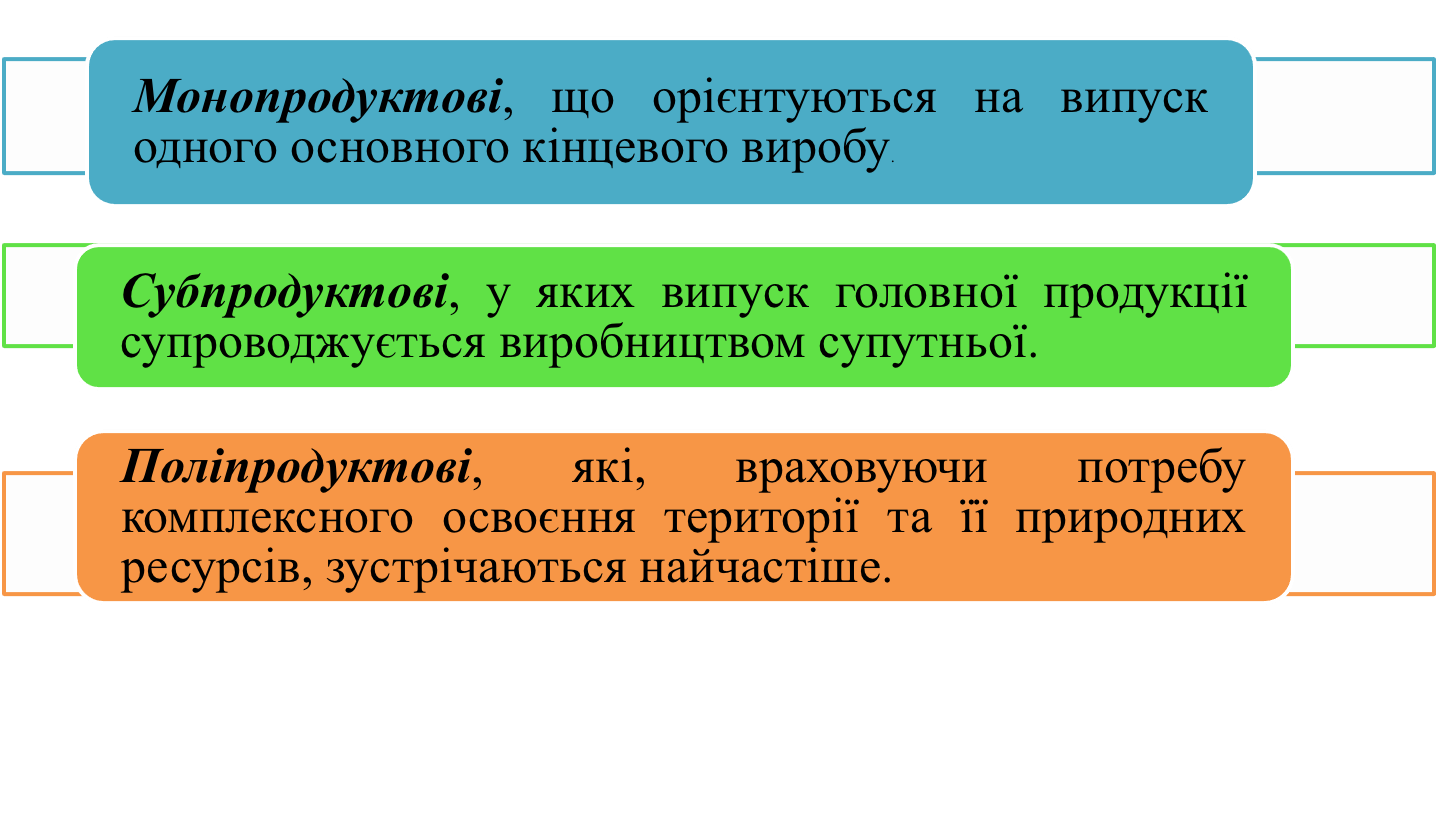 Монопродуктові, що орієнтуються на випуск
одного основного кінцевого виробу.
Субпродуктові, у яких випуск головної продукції
супроводжується виробництвом супутньої.
Поліпродуктові, які, враховуючи потребу
комплексного освоєння території та її природних
ресурсів, зустрічаються найчастіше.